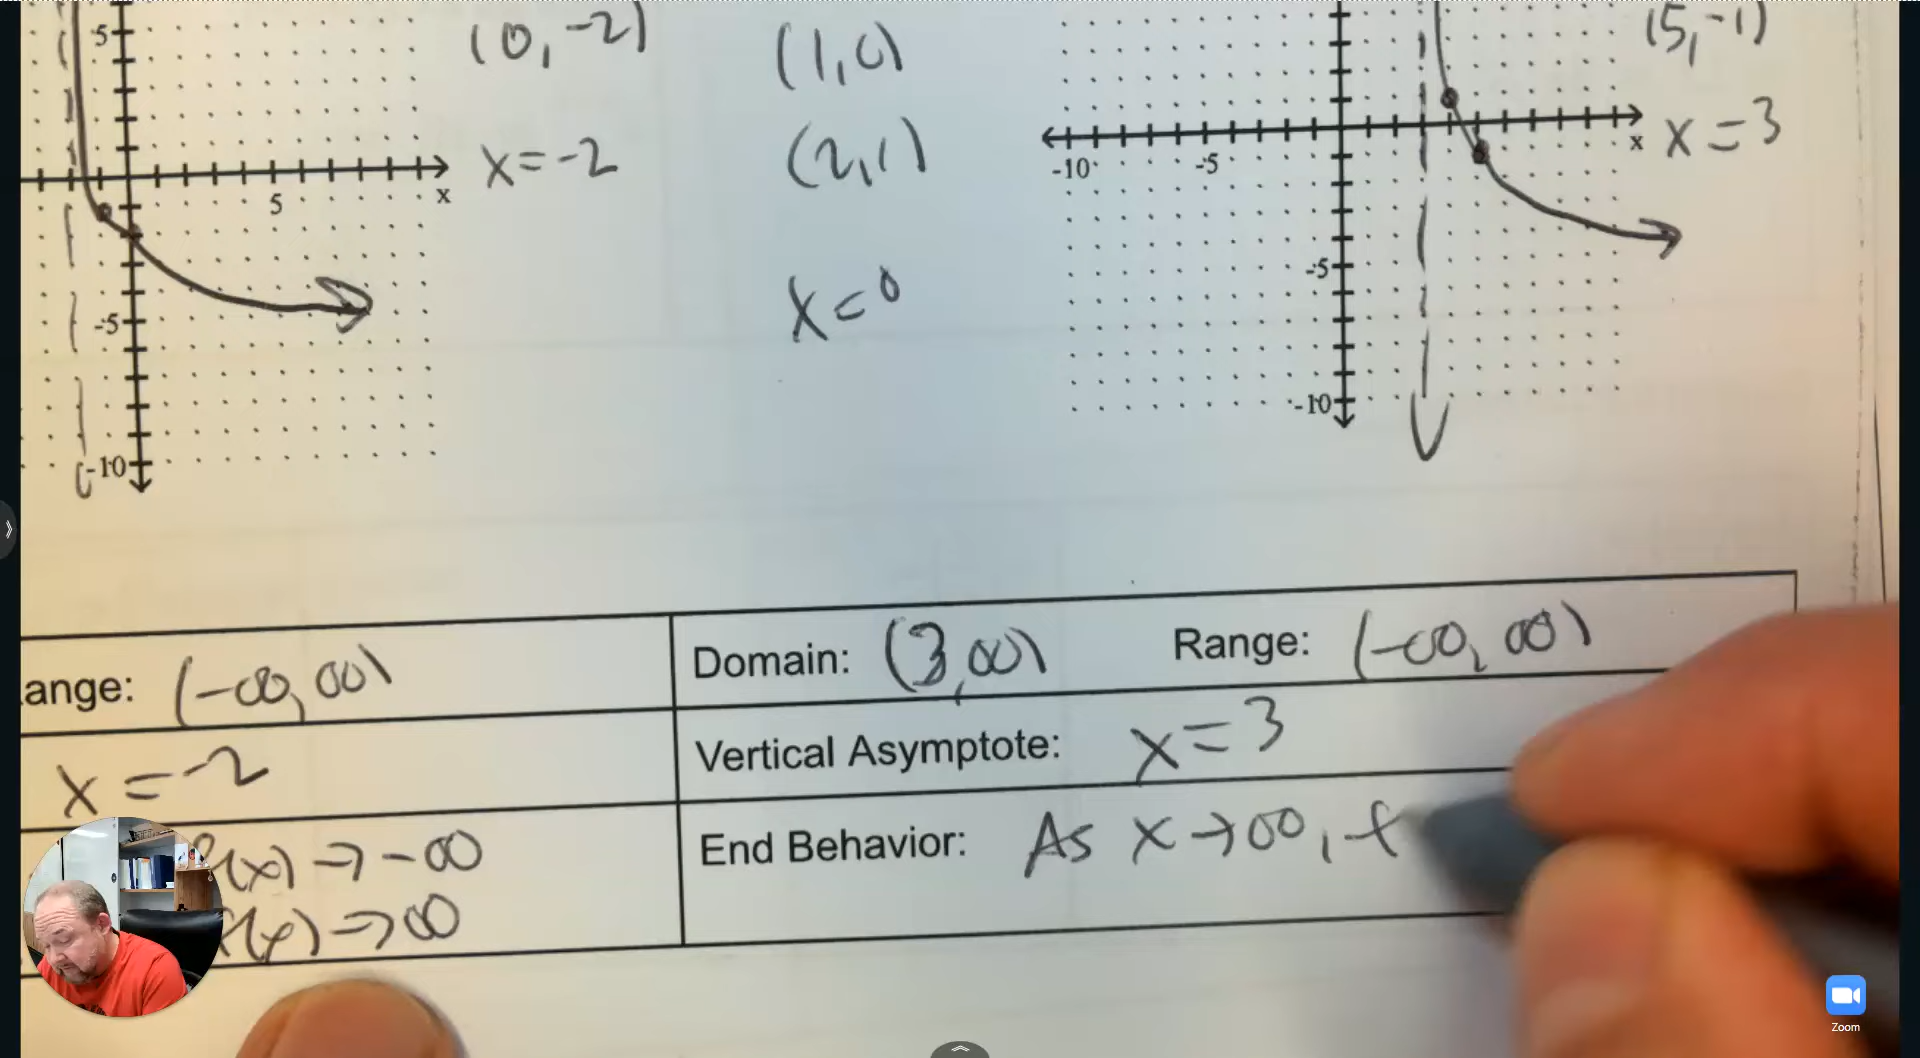 5
(0,-2)
x=-2
5
x
-5
-10
(1,0)
(2,1)
x=0
(5,-1)
x=3
-10
-5
x
-5
-10
ange: (-∞,∞)
x=-2
f(x)→-∞
f(x)→∞
Domain: (3,∞) Range: (-∞,∞)
Vertical Asymptote: x=3
End Behavior: As x→∞, f
Zoom